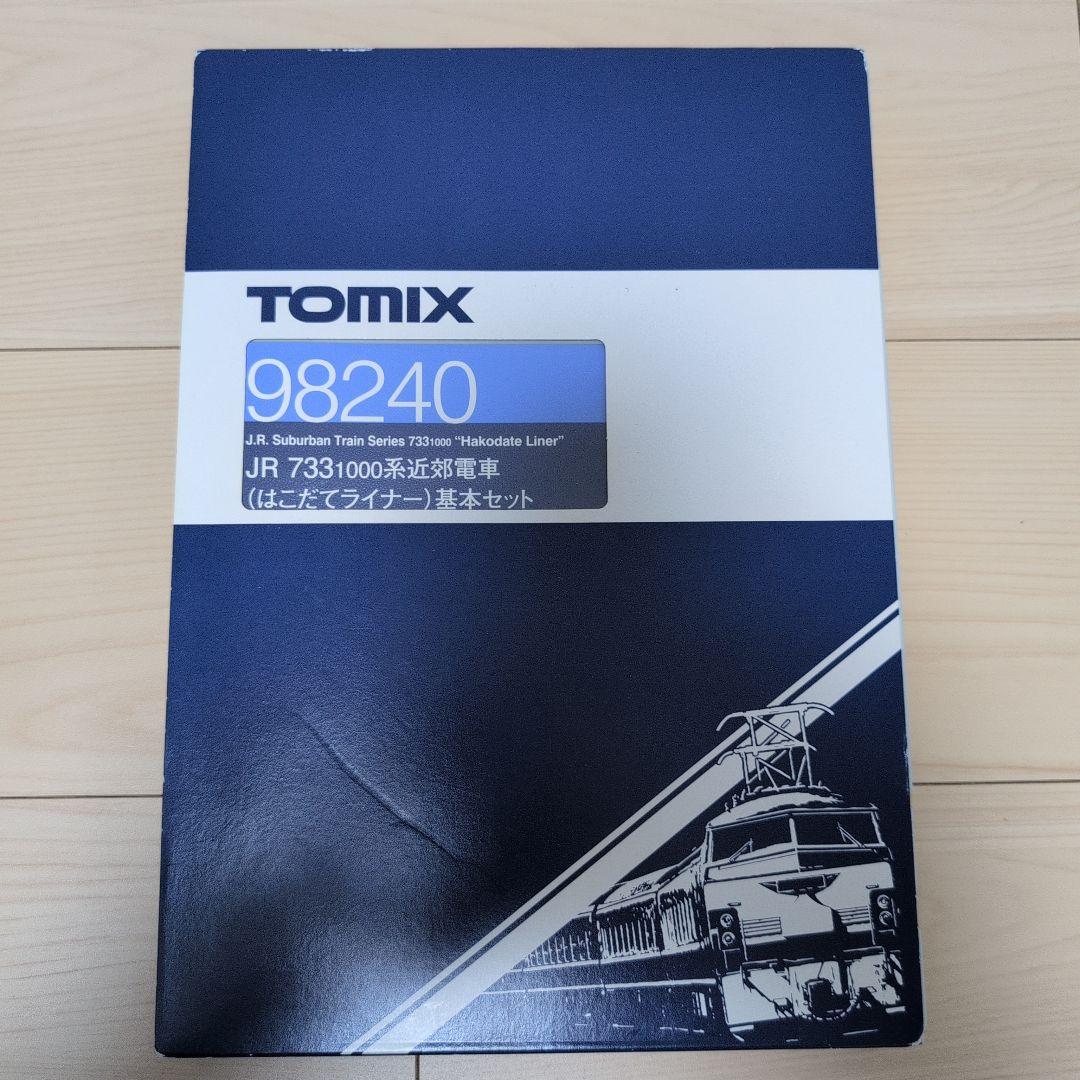 TOMIX
98240
J.R. Suburban Train Series 7331000 “Hakodate Liner”
JR 7331000系近郊電車
（はこだてライナー）基本セット